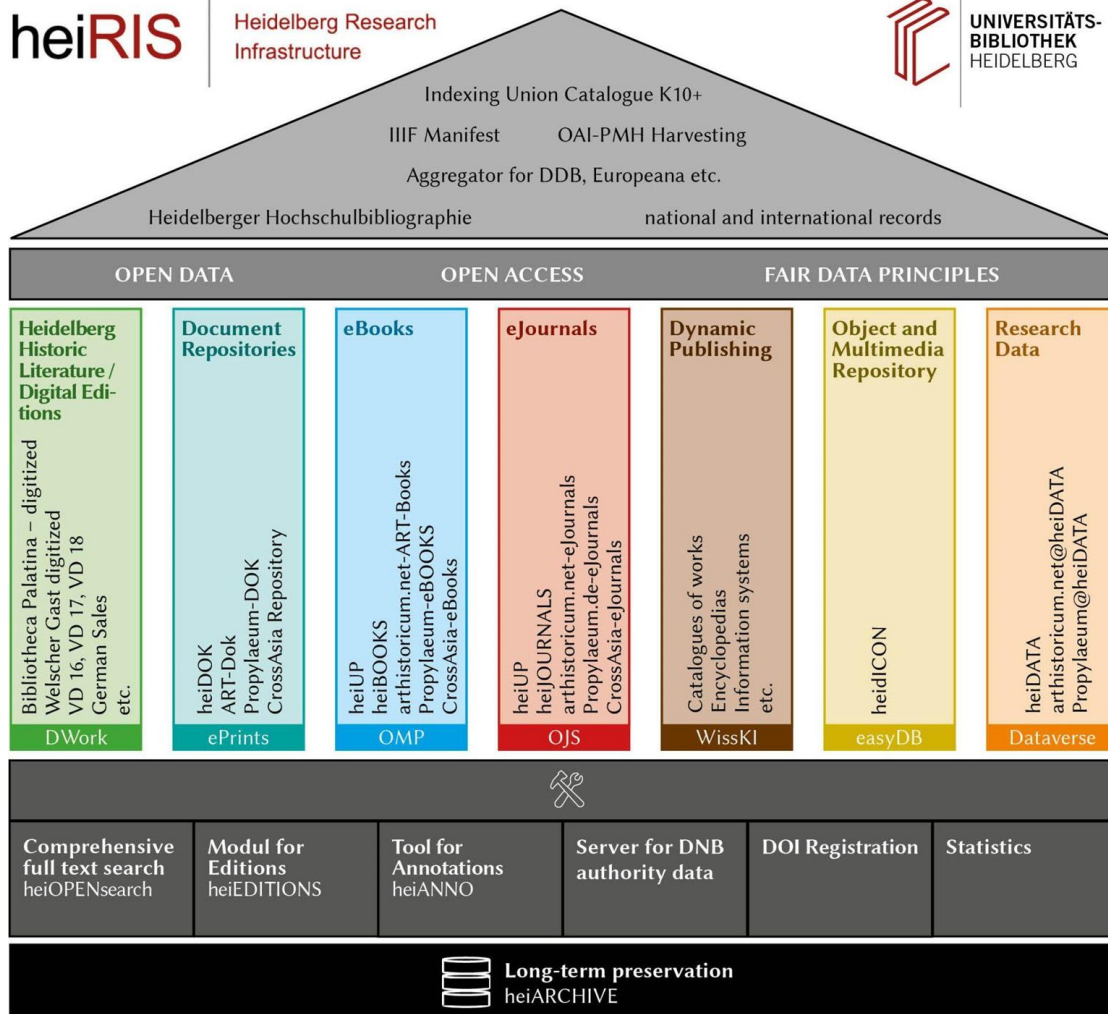 heiRIS
Heidelberg Research
Infrastructure
UNIVERSITÄTS-
BIBLIOTHEK
HEIDELBERG
Indexing Union Catalogue K10+
IIIF Manifest OAI-PMH Harvesting
Aggregator for DDB, Europeana etc.
Heidelberger Hochschulbibliographie national and international records
OPEN DATA OPEN ACCESS FAIR DATA PRINCIPLES
Heidelberg
Historic
Literature /
Digital Edi-
tions
Bibliotheca Palatina – digitized
Welscher Gast digitized
VD 16, VD 17, VD 18
German Sales
etc.
DWork
Document
Repositories
heiDOK
ART-Dok
Propylaeum-DOK
CrossAsia Repository
ePrints
eBooks
heiUP
heiBOOKS
arthistoricum.net-ART-Books
Propylaeum-eBOOKS
CrossAsia-eBooks
OMP
eJournals
heiUP
heiJOURNALS
arthistoricum.net-eJournals
Propylaeum.de-eJournals
CrossAsia-eJournals
OJS
Dynamic
Publishing
Catalogues of works
Encyclopedias
Information systems
etc.
WissKI
Object and
Multimedia
Repository
heidICON
easyDB
Research
Data
heiDATA
arthistoricum.net@heiDATA
Propylaeum@heiDATA
Dataverse
Comprehensive
full text search
heiOPENsearch
Modul for
Editions
heiEDITIONS
Tool for
Annotations
heiANNO
Server for DNB
authority data
DOI Registration
Statistics
Long-term preservation
heiARCHIVE